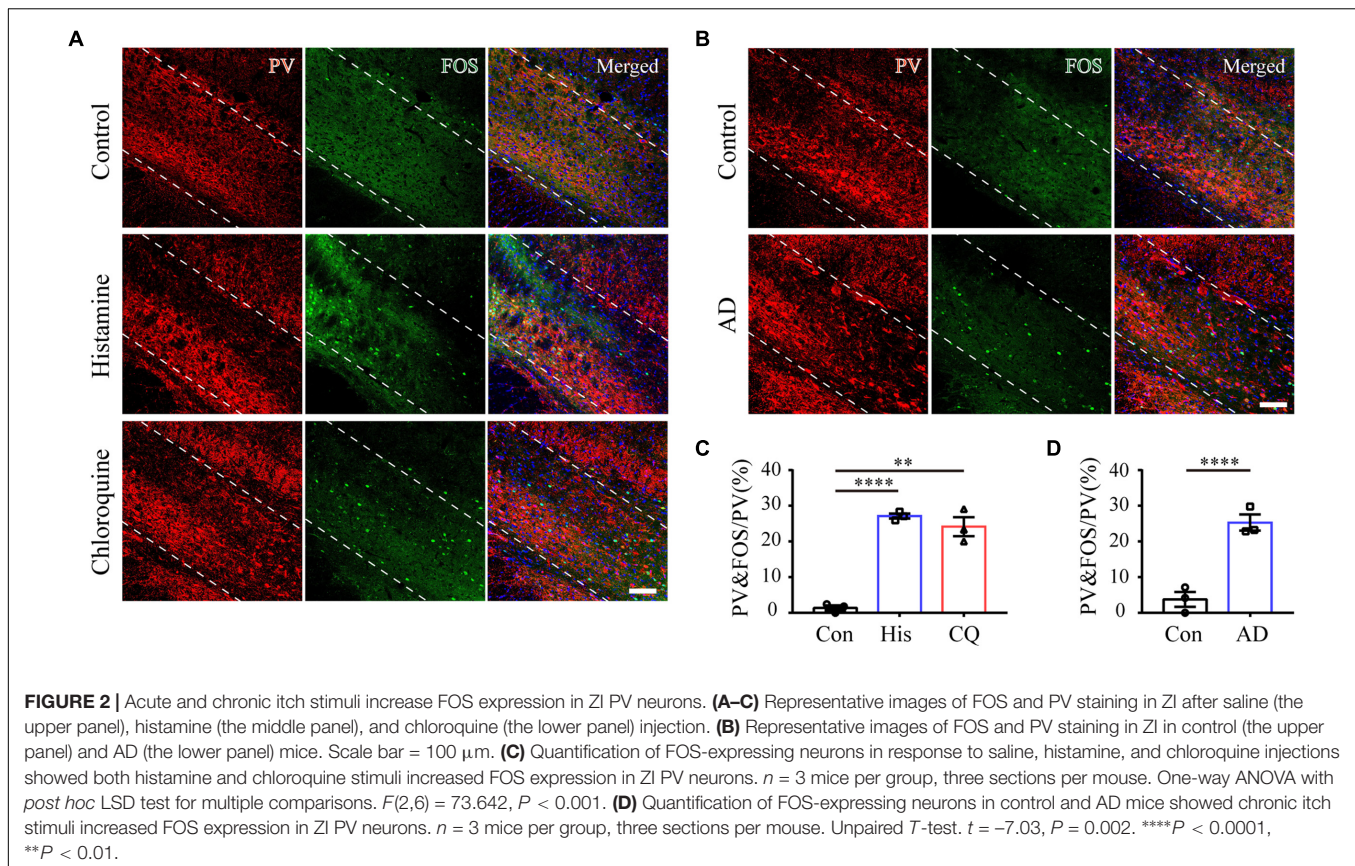 A
B
PV
FOS
Merged
PV
FOS
Merged
Control
Control
Histamine
AD
Chloroquine
C
PV&FOS/PV(%)
40
30
20
10
0
**
****
Con
His
CQ
D
PV&FOS/PV(%)
40
30
20
10
0
****
Con
AD
FIGURE 2 | Acute and chronic itch stimuli increase FOS expression in ZI PV neurons. (A–C) Representative images of FOS and PV staining in ZI after saline (the
upper panel), histamine (the middle panel), and chloroquine (the lower panel) injection. (B) Representative images of FOS and PV staining in ZI in control (the upper
panel) and AD (the lower panel) mice. Scale bar = 100 μm. (C) Quantification of FOS-expressing neurons in response to saline, histamine, and chloroquine injections
showed both histamine and chloroquine stimuli increased FOS expression in ZI PV neurons. n = 3 mice per group, three sections per mouse. One-way ANOVA with
post hoc LSD test for multiple comparisons. F(2,6) = 73.642, P < 0.001. (D) Quantification of FOS-expressing neurons in control and AD mice showed chronic itch
stimuli increased FOS expression in ZI PV neurons. n = 3 mice per group, three sections per mouse. Unpaired T-test. t = –7.03, P = 0.002. ****P < 0.0001,
**P < 0.01.